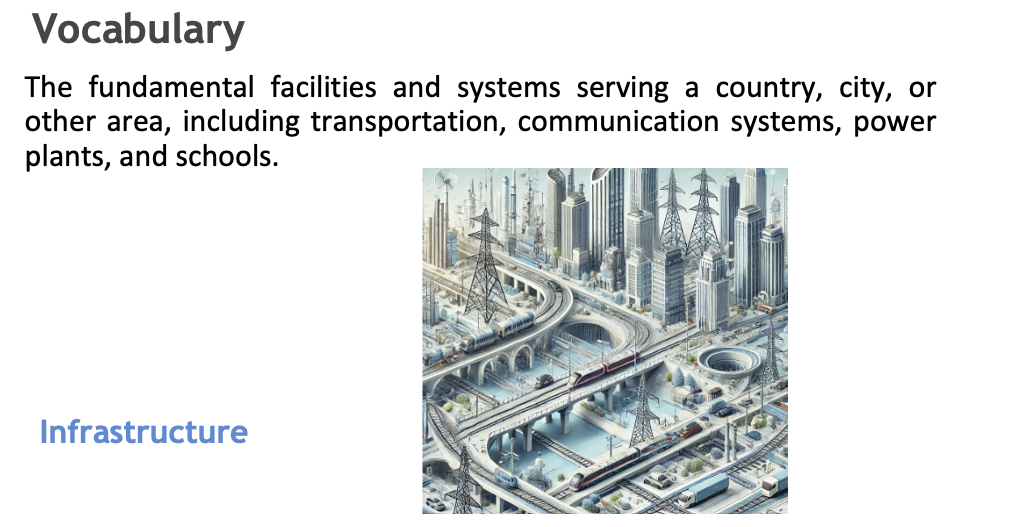 Vocabulary
The fundamental facilities and systems serving a country, city, or
other area, including transportation, communication systems, power
plants, and schools.
Infrastructure